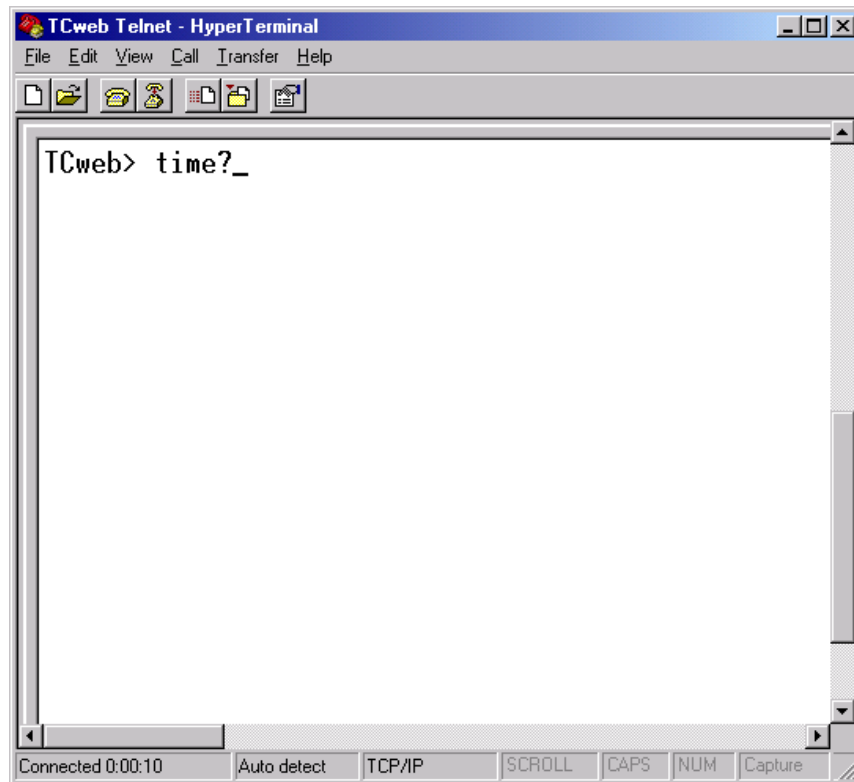 TCweb Telnet - HyperTerminal
File Edit View Call Transfer Help
TCweb> time?_
Connected 0:00:10 Auto detect TCP/IP SCROLL CAPS NUM Capture